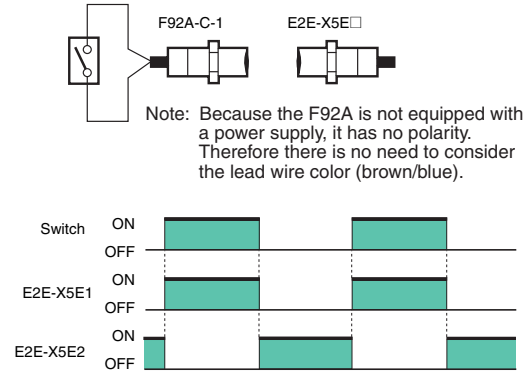 F92A-C-1 E2E-X5E□
Note: Because the F92A is not equipped with
a power supply, it has no polarity.
Therefore there is no need to consider
the lead wire color (brown/blue).
Switch ON
OFF
E2E-X5E1 ON
OFF
E2E-X5E2 ON
OFF